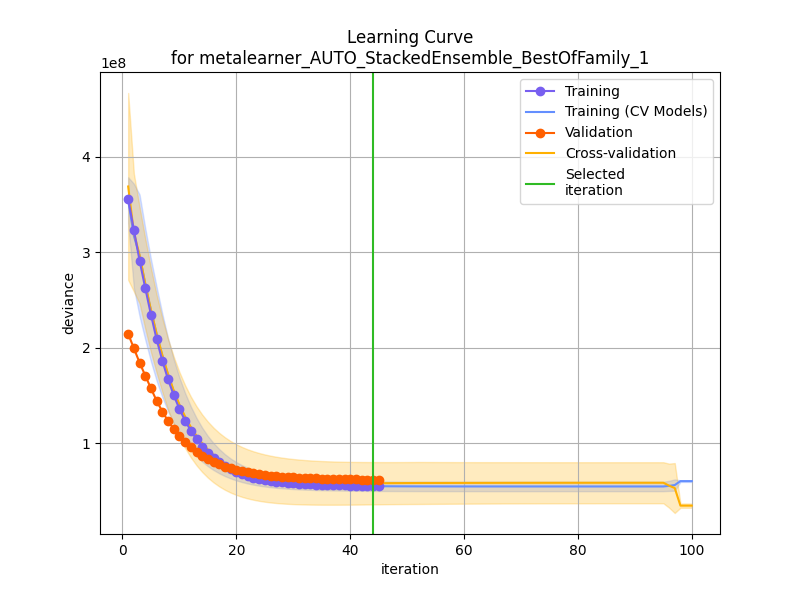 Learning Curve
for metalearner_AUTO_StackedEnsemble_BestOfFamily_1
1e8
Training
Training (CV Models)
Validation
Cross-validation
Selected
iteration
4
3
2
1
deviance
0 20 40 60 80 100
iteration